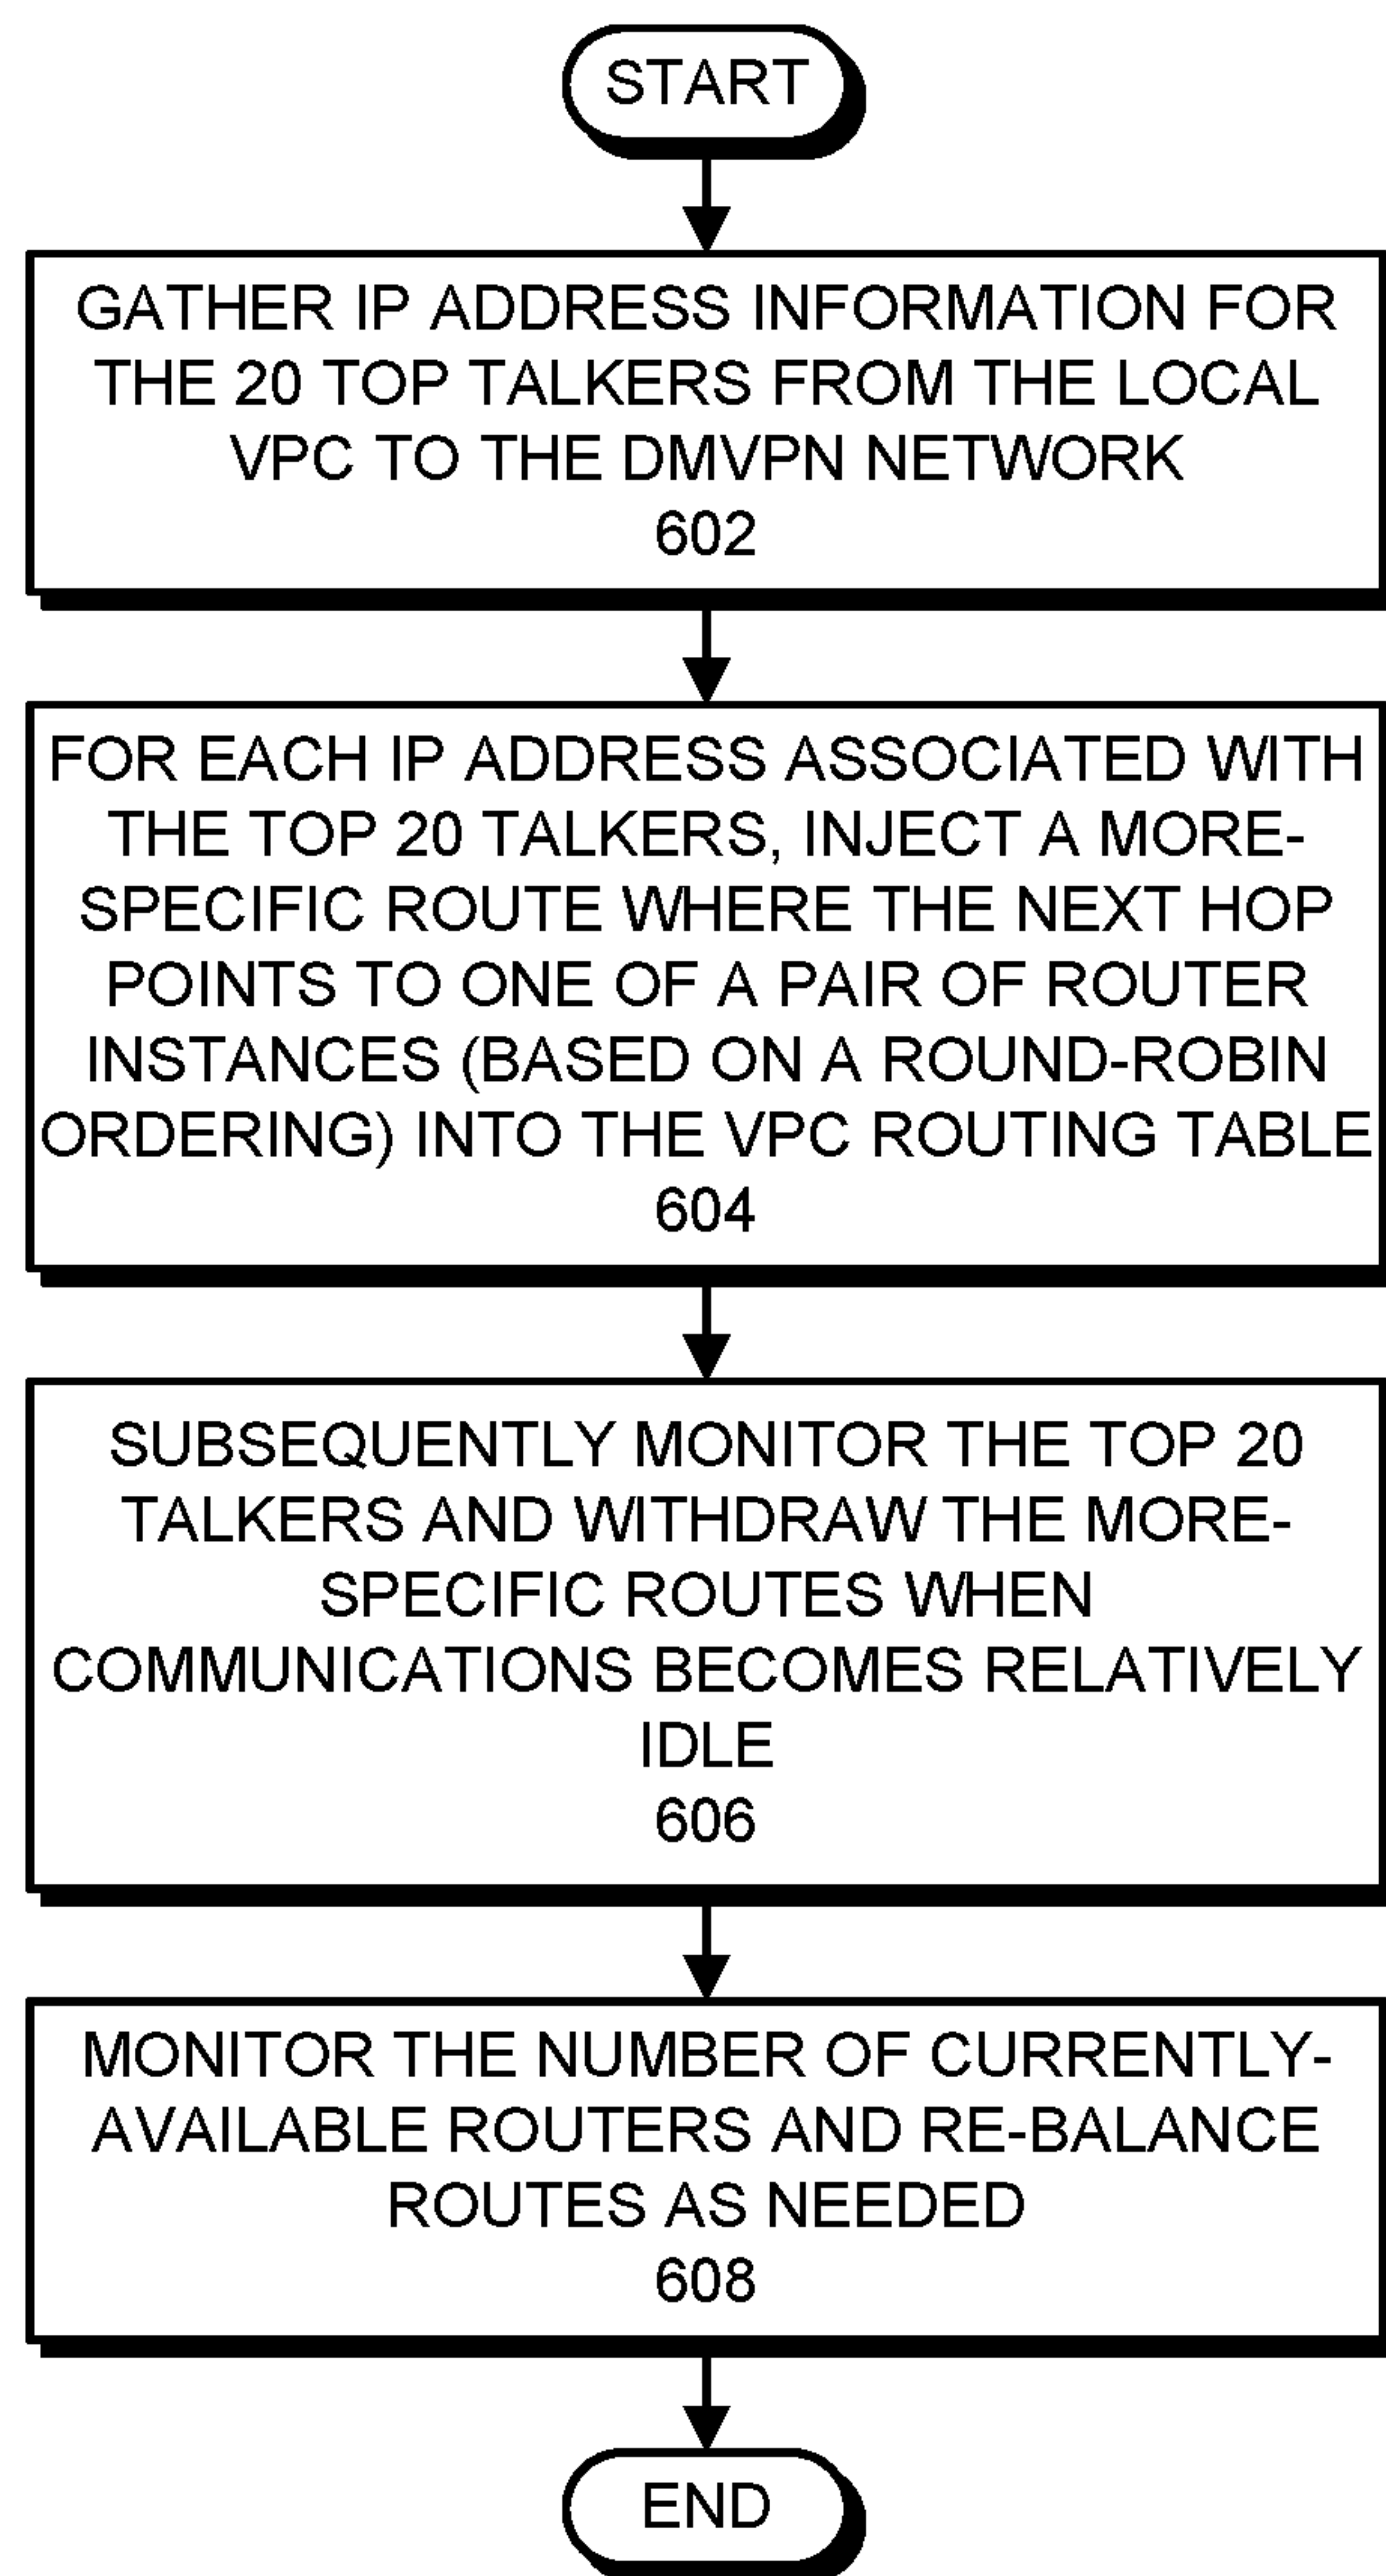 START
GATHER IP ADDRESS INFORMATION FOR
THE 20 TOP TALKERS FROM THE LOCAL
VPC TO THE DMVPN NETWORK
602
FOR EACH IP ADDRESS ASSOCIATED WITH
THE TOP 20 TALKERS, INJECT A MORE-
SPECIFIC ROUTE WHERE THE NEXT HOP
POINTS TO ONE OF A PAIR OF ROUTER
INSTANCES (BASED ON A ROUND-ROBIN
ORDERING) INTO THE VPC ROUTING TABLE
604
SUBSEQUENTLY MONITOR THE TOP 20
TALKERS AND WITHDRAW THE MORE-
SPECIFIC ROUTES WHEN
COMMUNICATIONS BECOMES RELATIVELY
IDLE
606
MONITOR THE NUMBER OF CURRENTLY-
AVAILABLE ROUTERS AND RE-BALANCE
ROUTES AS NEEDED
608
END